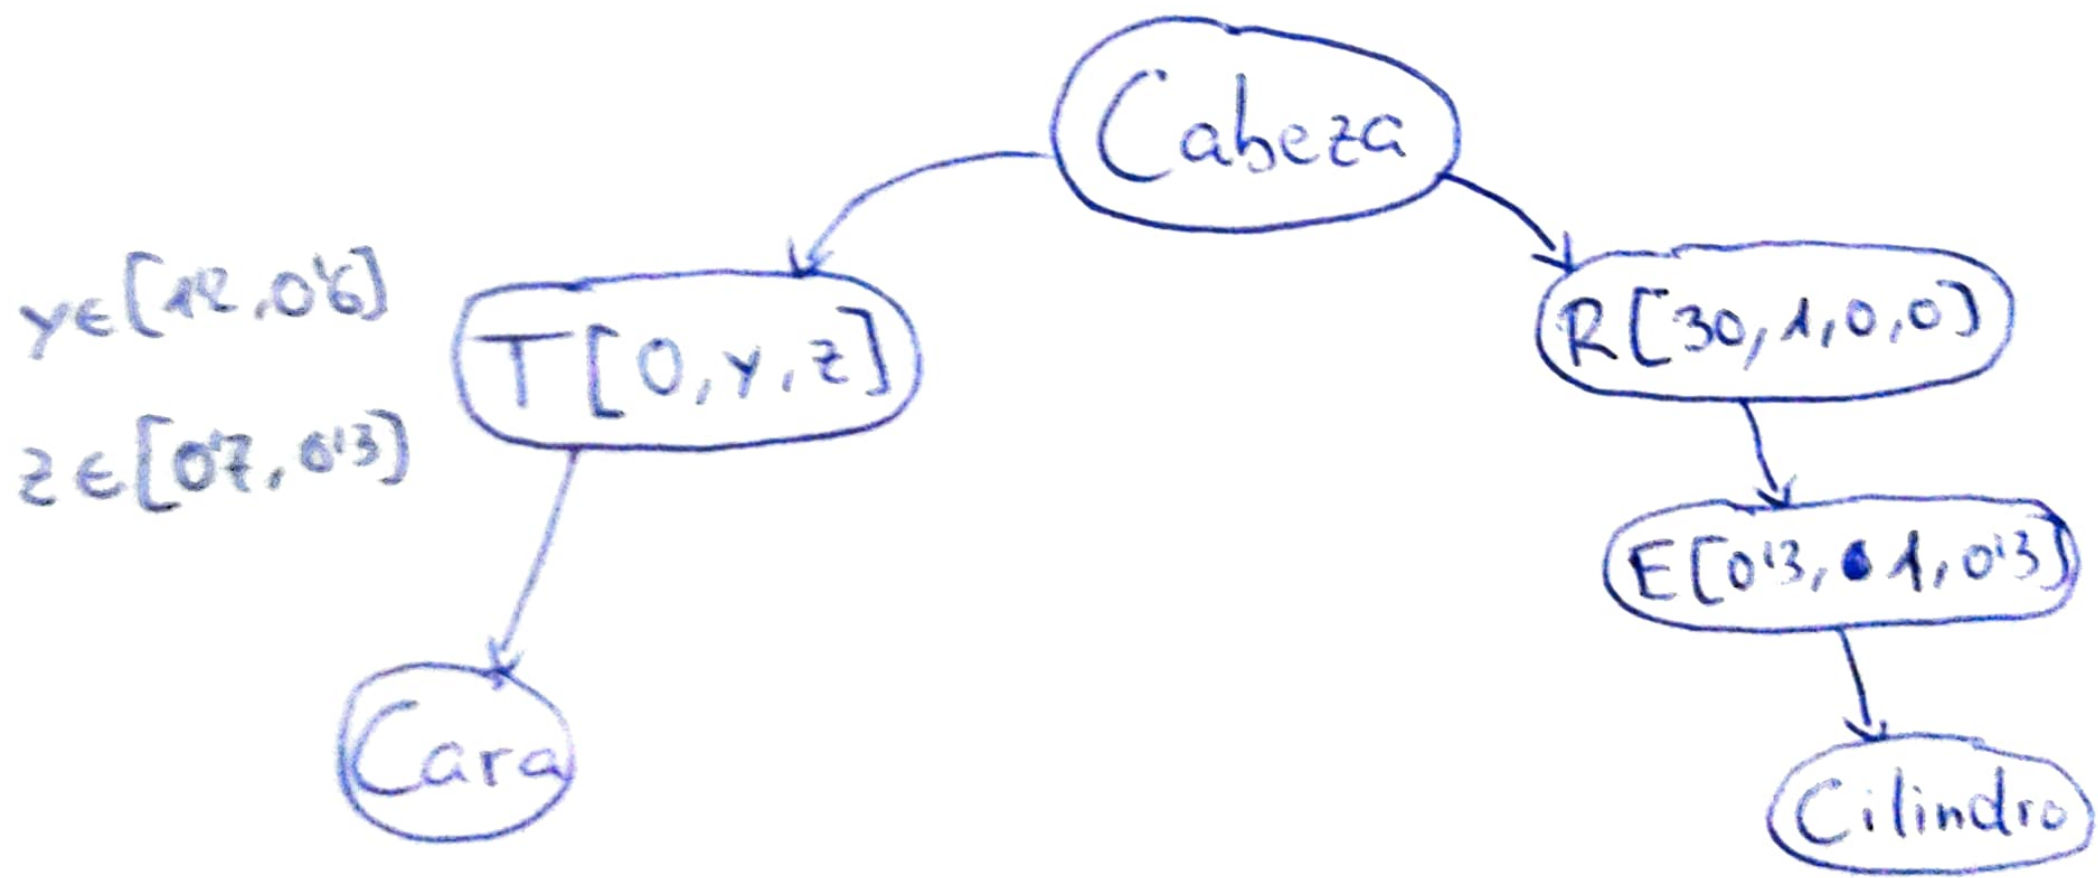 Cabeza
y∈[1'2,0'6]
T[0,y,z]
R[30,1,0,0]
z∈[0'7,0'3]
E[0'3,1,0'3]
Cara
Cilindro